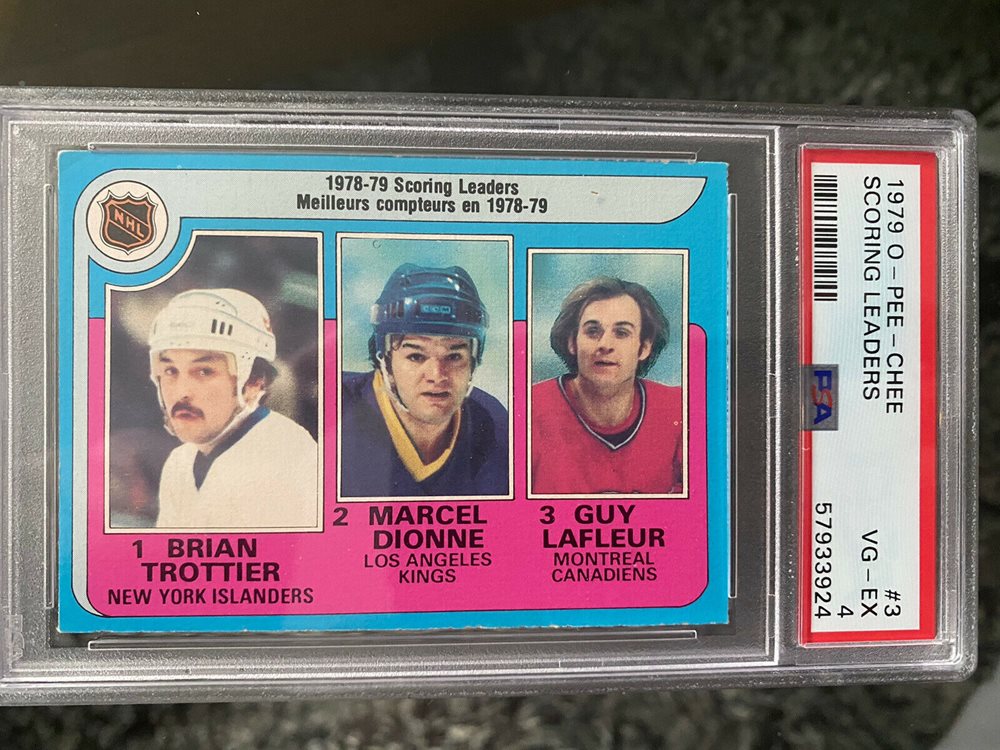 1978-79 Scoring Leaders
Meilleurs compteurs en 1978-79
NHL
1 BRIAN
TROTTIER
NEW YORK ISLANDERS
2 MARCEL
DIONNE
LOS ANGELES
KINGS
3 GUY
LAFLEUR
MONTREAL
CANADIENS
1979 O-PEE-CHEE #3
SCORING LEADERS VG-EX
4
PSA 57933924